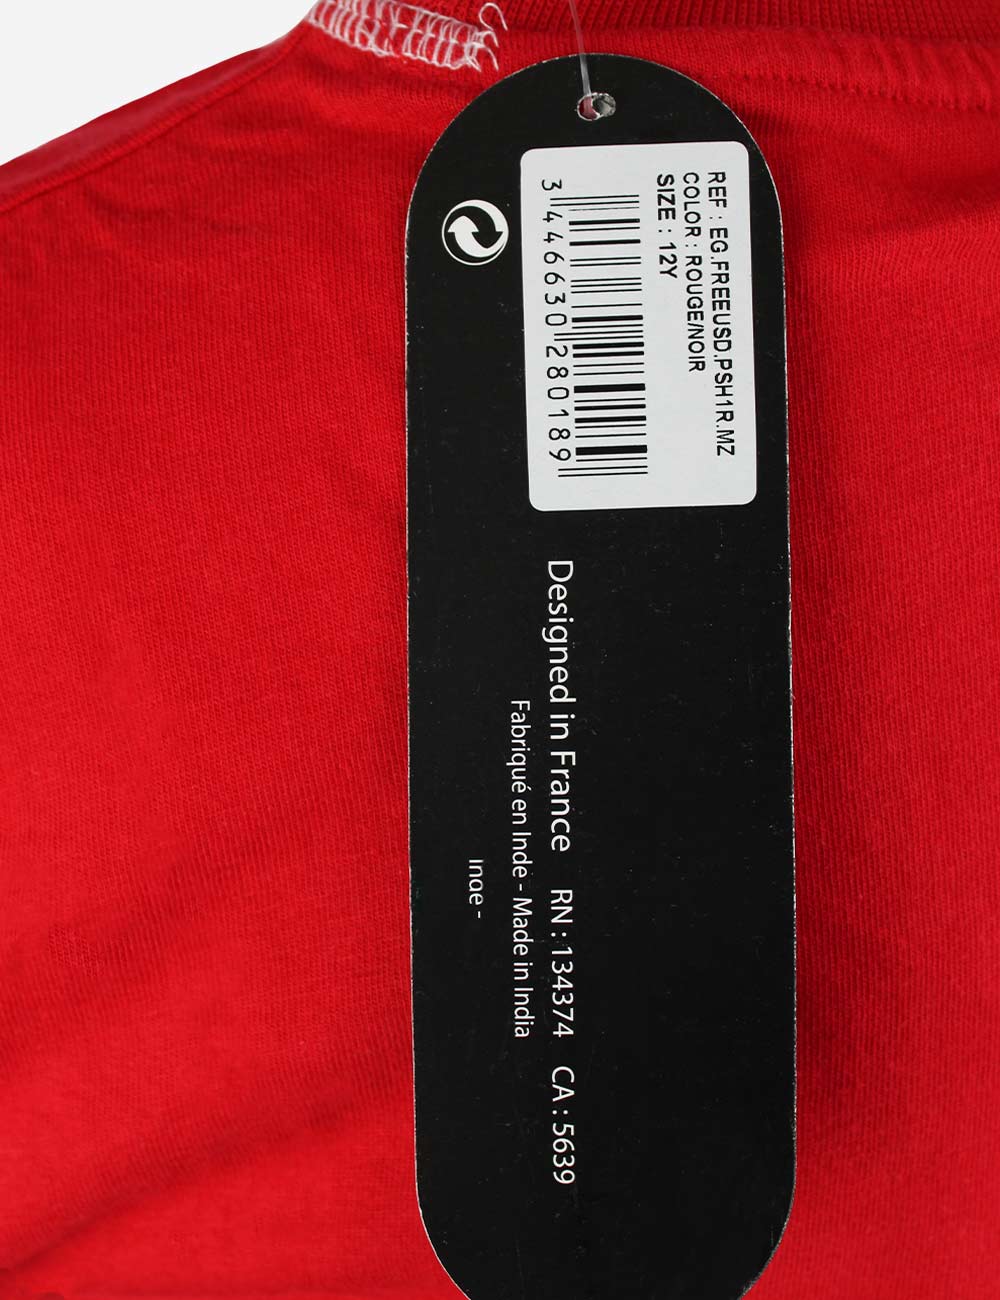 REF : EG.FREEUSD.PSH1R.MZ
COLOR : ROUGE/NOIR
SIZE : 12Y
3 446630 280189
Designed in France RN : 134374 CA : 5639
Fabriqué en Inde - Made in India
Inde -